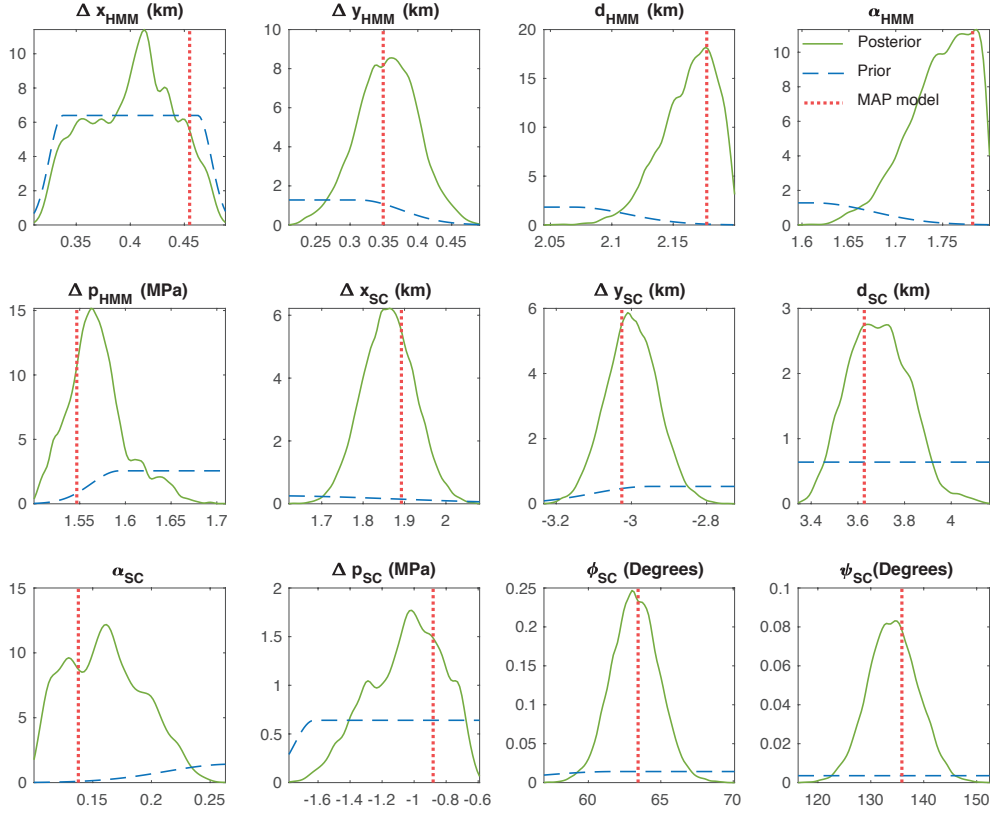 Δ x_HMM (km)
12
10
8
6
4
2
0
0.35 0.4 0.45
Δ y_HMM (km)
10
8
6
4
2
0
0.25 0.3 0.35 0.4 0.45
d_HMM (km)
20
15
10
5
0
2.05 2.1 2.15
α_HMM
12
10
8
6
4
2
0
1.6 1.65 1.7 1.75
Posterior
Prior
MAP model
Δ p_HMM (MPa)
15
10
5
0
1.55 1.6 1.65 1.7
Δ x_SC (km)
6
4
2
0
1.7 1.8 1.9 2
Δ y_SC (km)
6
4
2
0
-3.2 -3 -2.8
d_SC (km)
3
2
1
0
3.4 3.6 3.8 4
α_SC
15
10
5
0
0.15 0.2 0.25
Δ p_SC (MPa)
2
1.5
1
0.5
0
-1.6 -1.4 -1.2 -1 -0.8 -0.6
ϕ_SC (Degrees)
0.25
0.2
0.15
0.1
0.05
0
60 65 70
ψ_SC(Degrees)
0.1
0.08
0.06
0.04
0.02
0
120 130 140 150